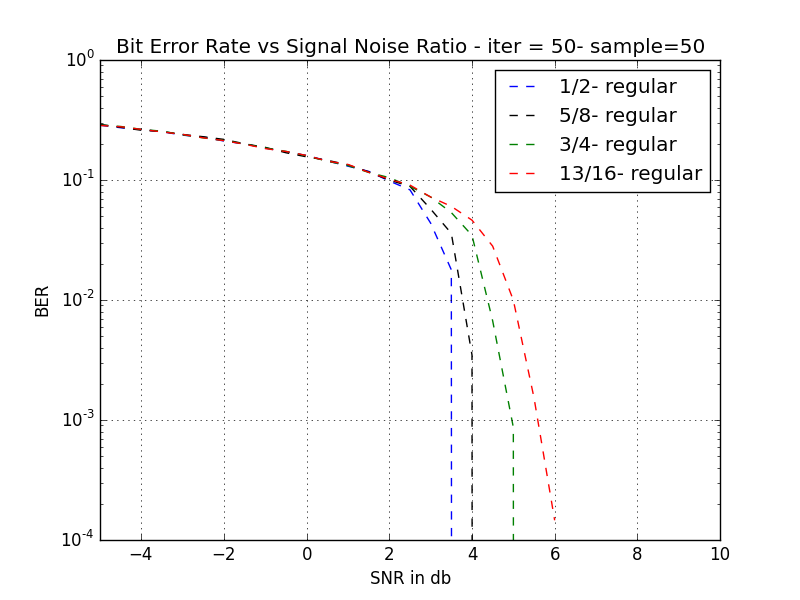 Bit Error Rate vs Signal Noise Ratio - iter = 50- sample=50
10^0
1/2- regular
5/8- regular
3/4- regular
13/16- regular
10^-1
10^-2
BER
10^-3
10^-4
−4 −2 0 2 4 6 8 10
SNR in db